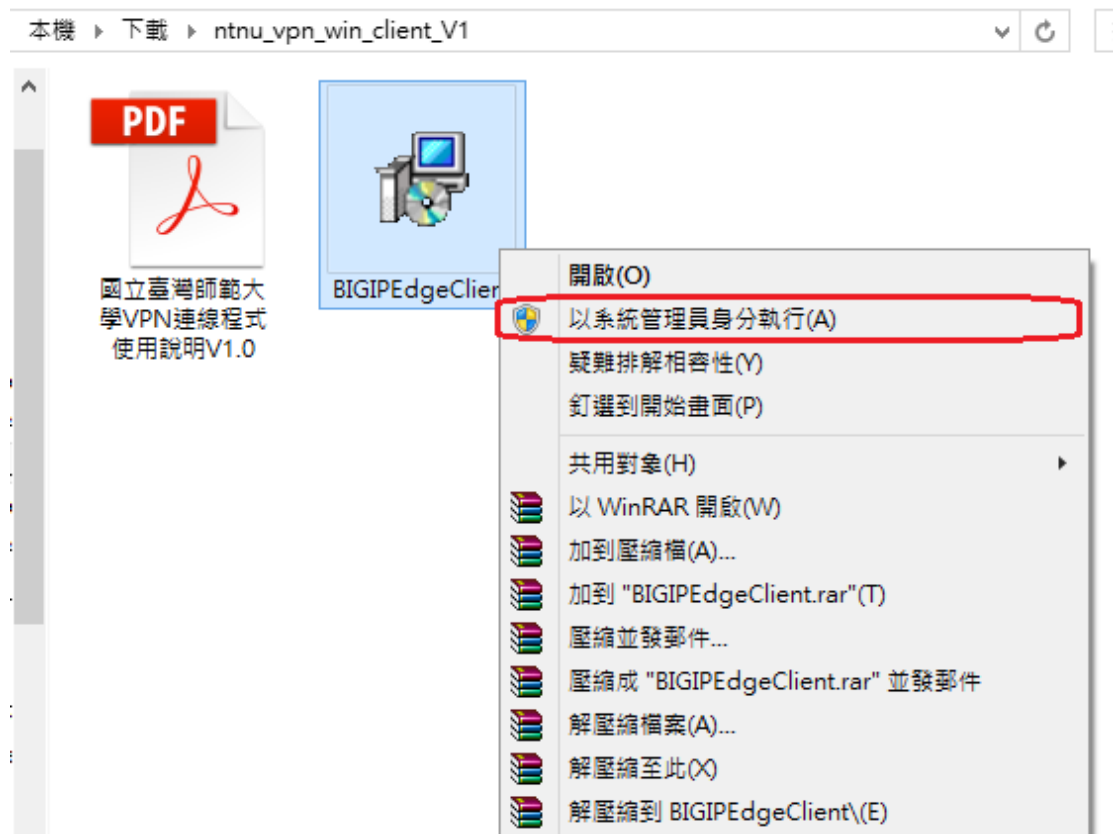 本機 ▸ 下載 ▸ ntnu_vpn_win_client_V1
PDF
國立臺灣師範大
學VPN連線程式
使用說明V1.0
BIGIPEdgeClier
開啟(O)
以系統管理員身分執行(A)
疑難排解相容性(Y)
釘選到開始畫面(P)
共用對象(H)
以 WinRAR 開啟(W)
加到壓縮檔(A)...
加到 "BIGIPEdgeClient.rar"(T)
壓縮並發郵件...
壓縮成 "BIGIPEdgeClient.rar" 並發郵件
解壓縮檔案(A)...
解壓縮至此(X)
解壓縮到 BIGIPEdgeClient\(E)